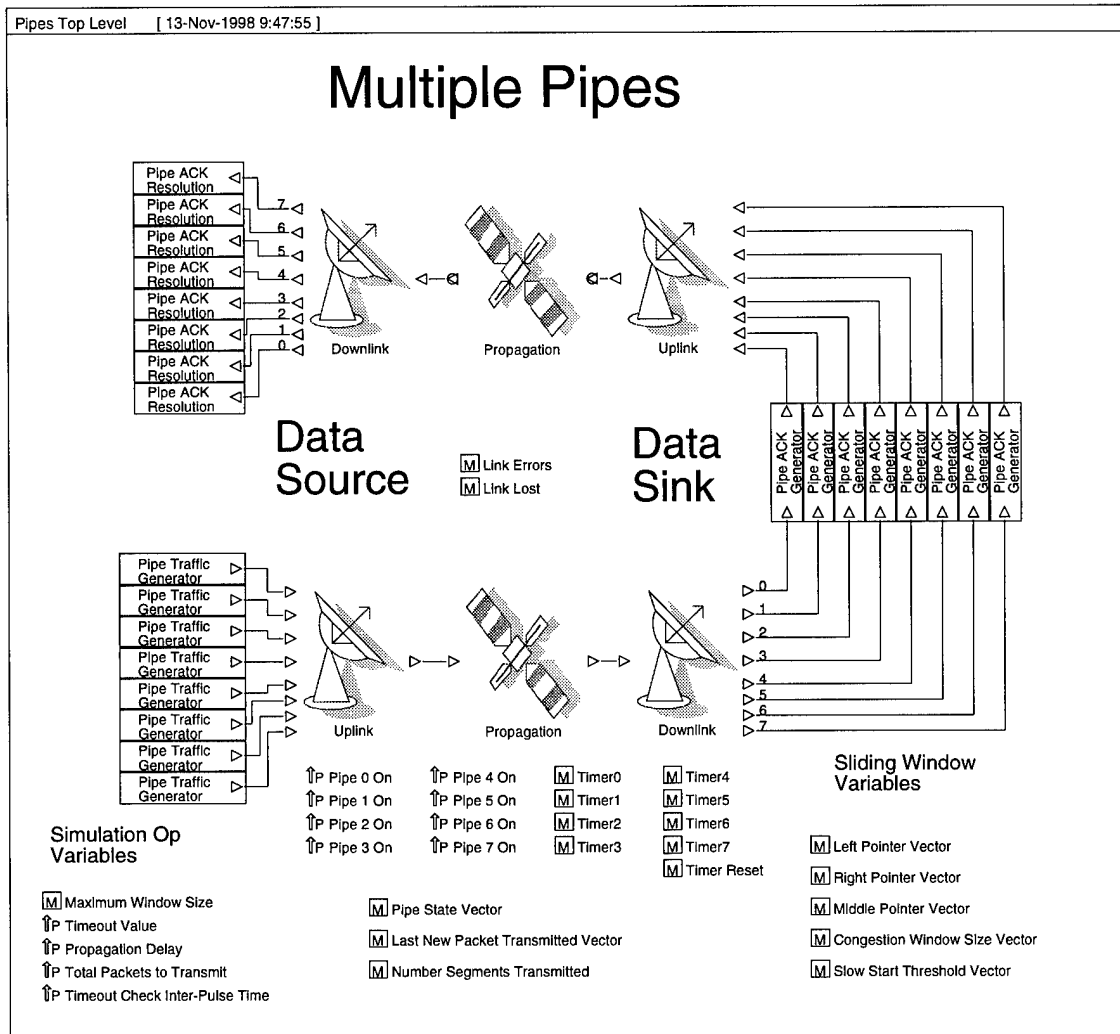 Pipes Top Level [ 13-Nov-1998 9:47:55 ]
Multiple Pipes
Pipe ACK
Resolution
Pipe ACK
Resolution
Pipe ACK
Resolution
Pipe ACK
Resolution
Pipe ACK
Resolution
Pipe ACK
Resolution
Pipe ACK
Resolution
Pipe ACK
Resolution
7
6
5
4
3
2
1
0
Downlink
Propagation
Uplink
Data
Source
M Link Errors
M Link Lost
Data
Sink
Pipe ACK
Generator
Pipe ACK
Generator
Pipe ACK
Generator
Pipe ACK
Generator
Pipe ACK
Generator
Pipe ACK
Generator
Pipe ACK
Generator
Pipe ACK
Generator
Pipe Traffic
Generator
Pipe Traffic
Generator
Pipe Traffic
Generator
Pipe Traffic
Generator
Pipe Traffic
Generator
Pipe Traffic
Generator
Pipe Traffic
Generator
Pipe Traffic
Generator
Uplink
Propagation
Downlink
0
1
2
3
4
5
6
7
⇑P Pipe 0 On
⇑P Pipe 1 On
⇑P Pipe 2 On
⇑P Pipe 3 On
⇑P Pipe 4 On
⇑P Pipe 5 On
⇑P Pipe 6 On
⇑P Pipe 7 On
M Timer0
M Timer1
M Timer2
M Timer3
M Timer4
M Timer5
M Timer6
M Timer7
M Timer Reset
Simulation Op
Variables
M Maximum Window Size
⇑P Timeout Value
⇑P Propagation Delay
⇑P Total Packets to Transmit
⇑P Timeout Check Inter-Pulse Time
M Pipe State Vector
M Last New Packet Transmitted Vector
M Number Segments Transmitted
Sliding Window
Variables
M Left Pointer Vector
M Right Pointer Vector
M Middle Pointer Vector
M Congestion Window Size Vector
M Slow Start Threshold Vector